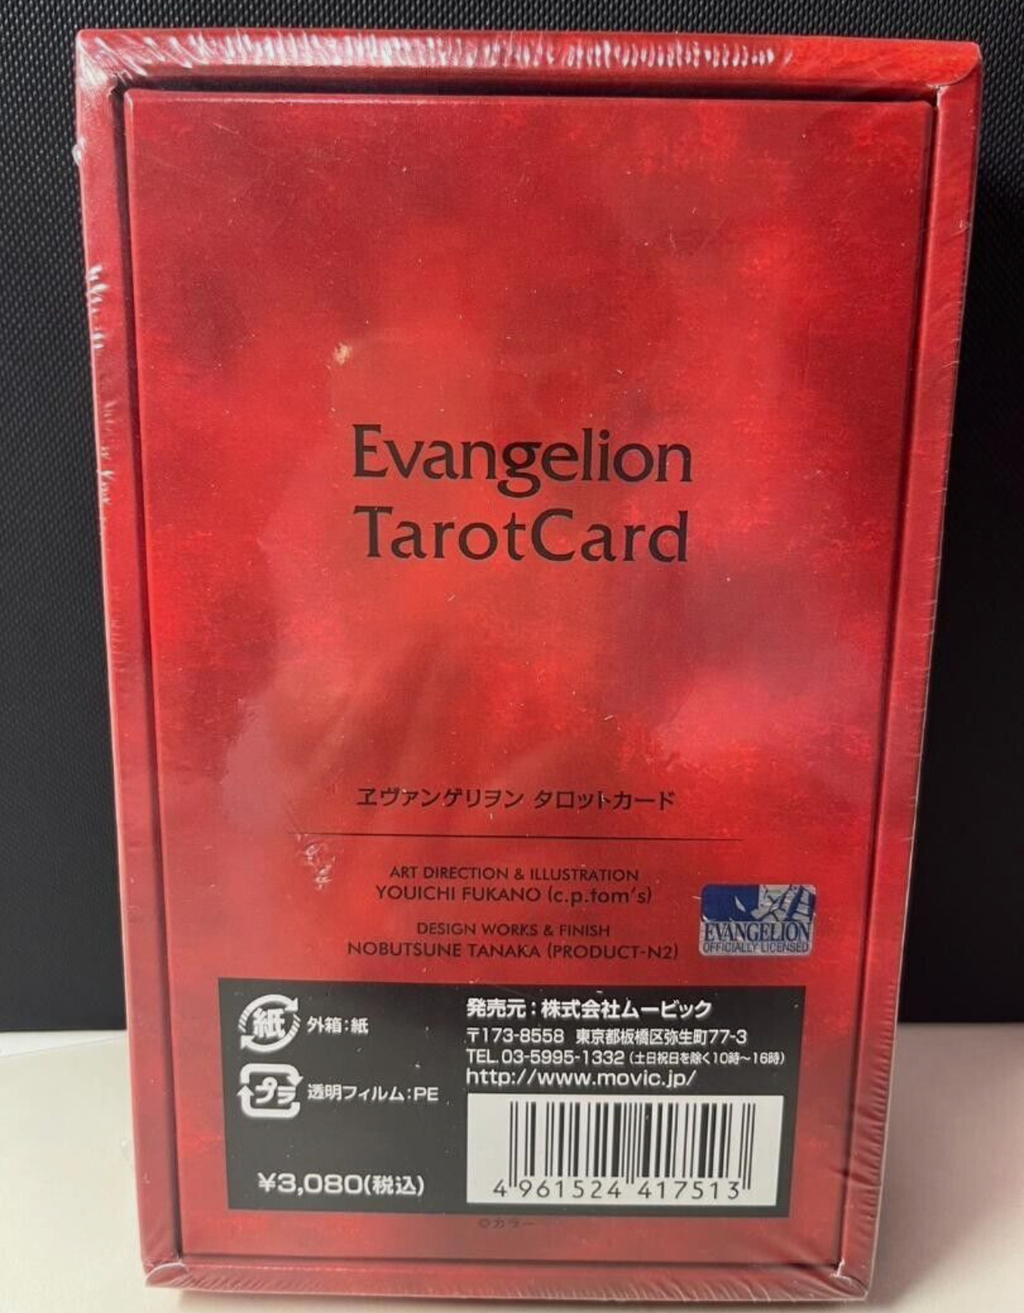 Evangelion
TarotCard
ヱヴァンゲリヲン タロットカード
ART DIRECTION & ILLUSTRATION
YOUICHI FUKANO (c.p.tom's)
DESIGN WORKS & FINISH
NOBUTSUNE TANAKA (PRODUCT-N2)
EVANGELION
OFFICIALLY LICENSED
紙 外箱:紙
プラ 透明フィルム:PE
¥3,080(税込)
発売元:株式会社ムービック
〒173-8558 東京都板橋区弥生町77-3
TEL.03-5995-1332(土日祝日を除く10時〜16時)
http://www.movic.jp/
4 961524 417513
©カラー